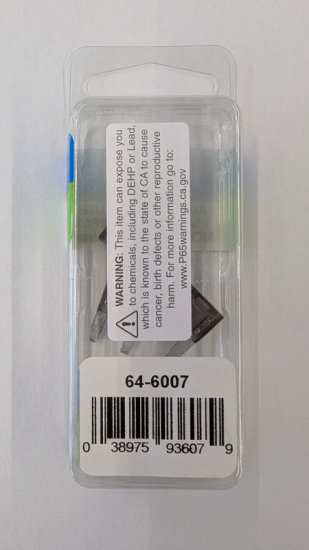 WARNING: This item can expose you
to chemicals, including DEHP or Lead,
which is known to the state of CA to cause
cancer, birth defects or other reproductive
harm. For more information go to:
www.P65warnings.ca.gov
64-6007
0 38975 93607 9